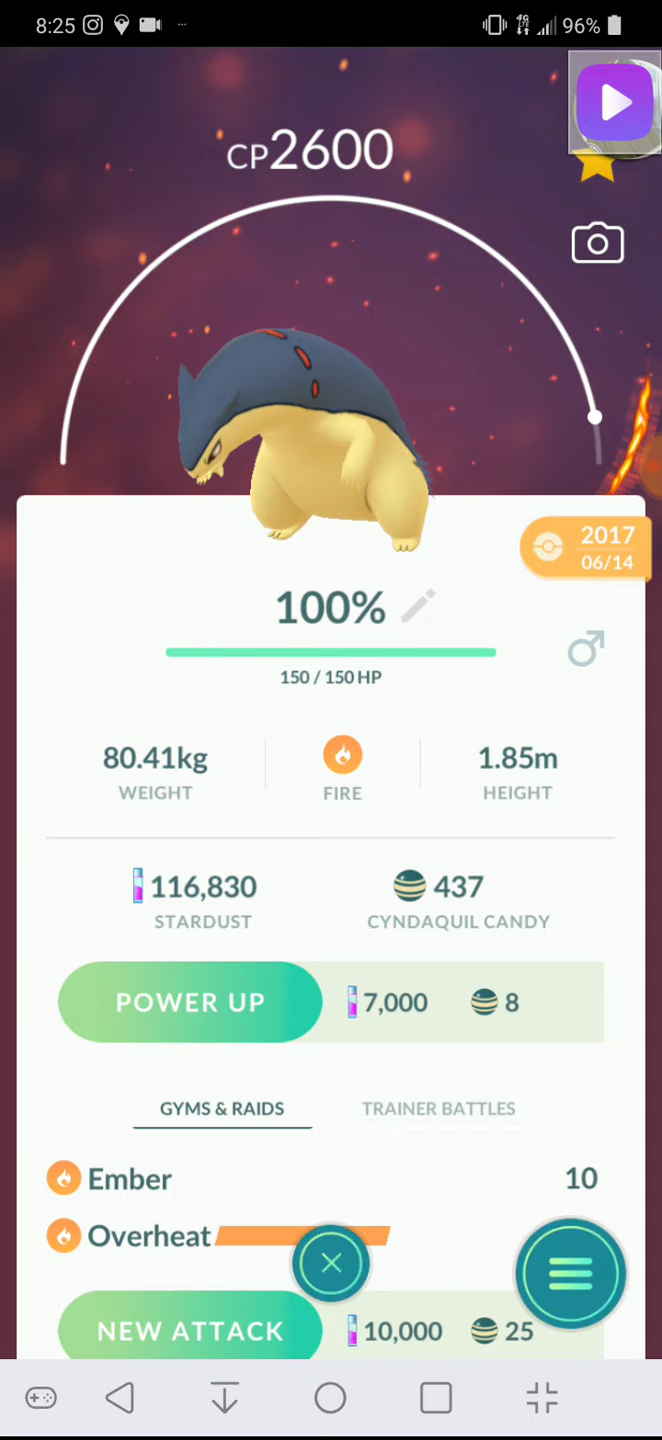 8:25
4G
LTE
96%
CP2600
2017
06/14
100%
150 / 150 HP
80.41kg
WEIGHT
FIRE
1.85m
HEIGHT
116,830
STARDUST
437
CYNDAQUIL CANDY
POWER UP
7,000
8
GYMS & RAIDS
TRAINER BATTLES
Ember
10
Overheat
NEW ATTACK
10,000
25